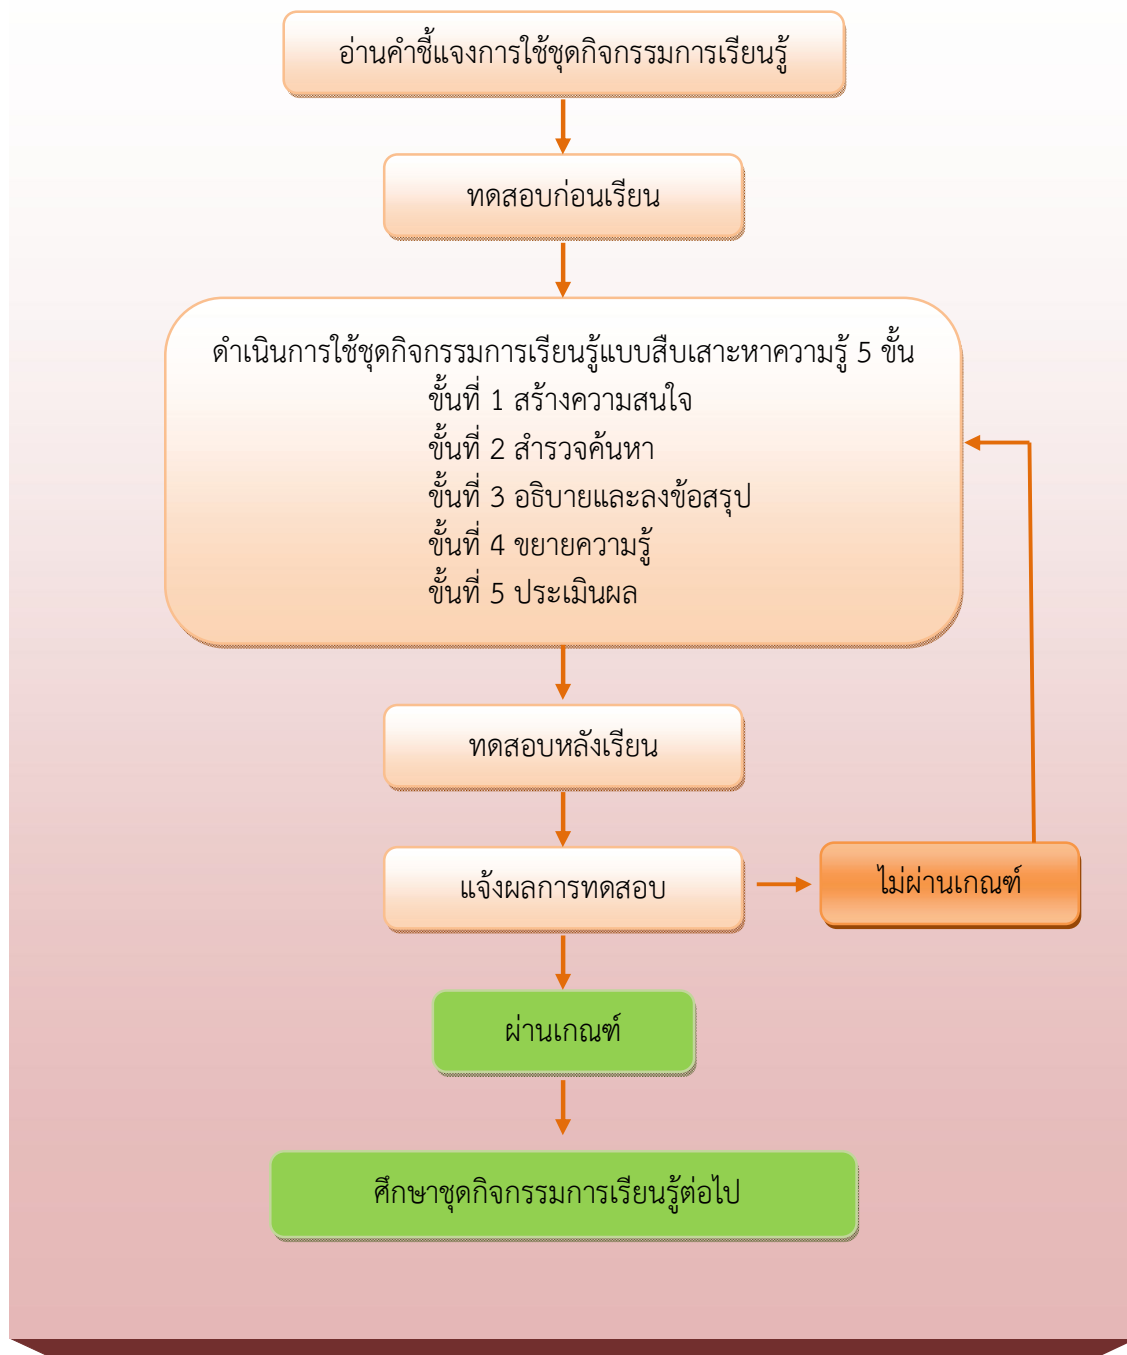 อ่านคำชี้แจงการใช้ชุดกิจกรรมการเรียนรู้
ทดสอบก่อนเรียน
ดำเนินการใช้ชุดกิจกรรมการเรียนรู้แบบสืบเสาะหาความรู้ 5 ขั้น
ขั้นที่ 1 สร้างความสนใจ
ขั้นที่ 2 สำรวจค้นหา
ขั้นที่ 3 อธิบายและลงข้อสรุป
ขั้นที่ 4 ขยายความรู้
ขั้นที่ 5 ประเมินผล
ทดสอบหลังเรียน
แจ้งผลการทดสอบ
ไม่ผ่านเกณฑ์
ผ่านเกณฑ์
ศึกษาชุดกิจกรรมการเรียนรู้ต่อไป